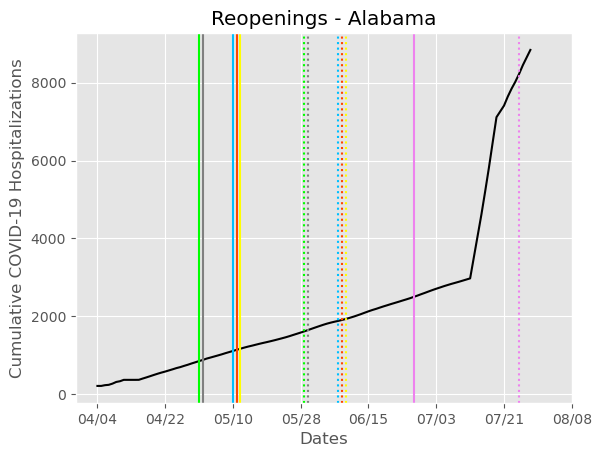 Reopenings - Alabama
Cumulative COVID-19 Hospitalizations
8000
6000
4000
2000
0
04/04 04/22 05/10 05/28 06/15 07/03 07/21 08/08
Dates